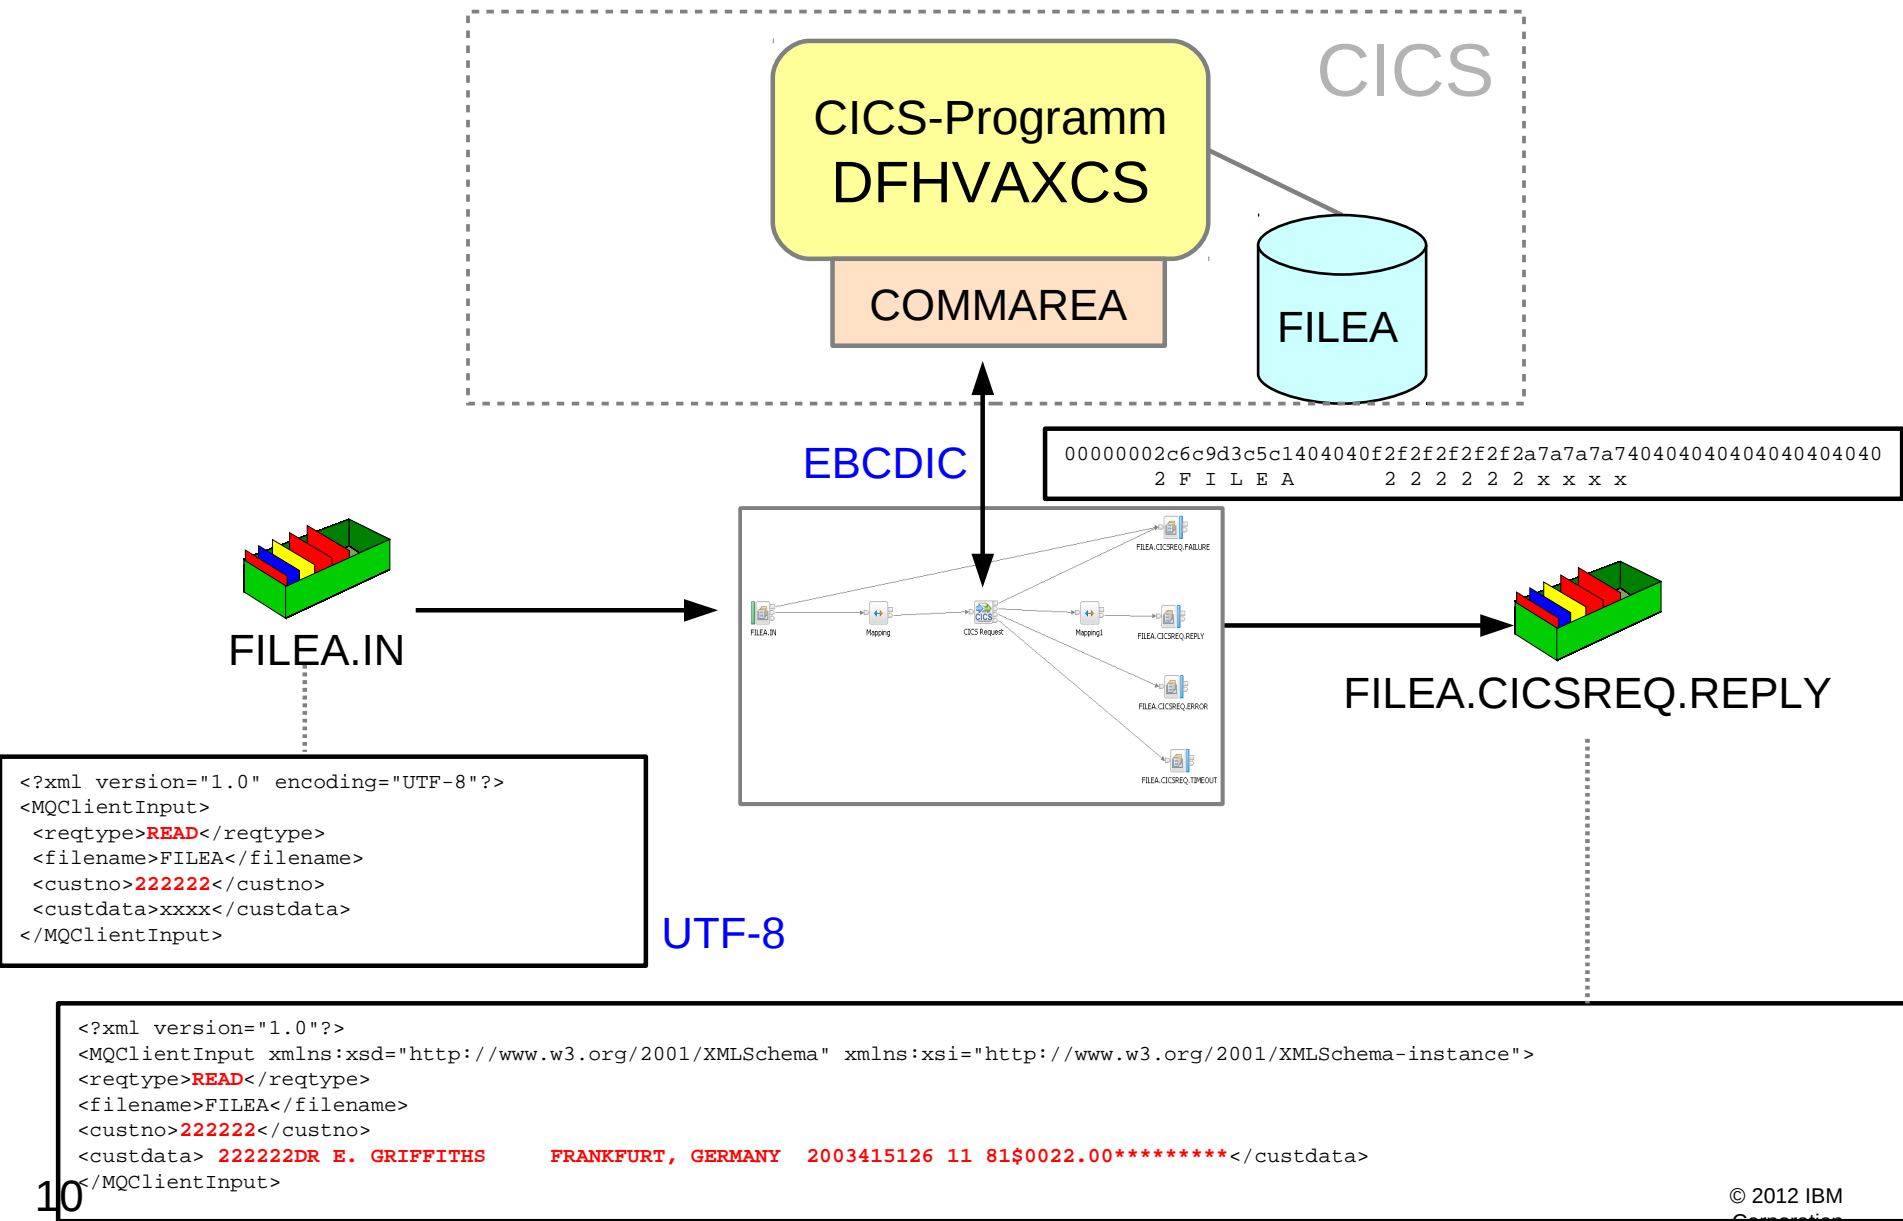 CICS
CICS-Programm
DFHVAXCS
COMMAREA
FILEA
EBCDIC
00000002c6c9d3c5c1404040f2f2f2f2f2f2a7a7a7a7404040404040404040404040
2 F I L E A 2 2 2 2 2 2 x x x x
FILEA.IN
FILEA.CICSREQ.FAILURE
FILEA.IN
Mapping
CICS
CICS Request
Mapping1
FILEA.CICSREQ.REPLY
FILEA.CICSREQ.ERROR
FILEA.CICSREQ.TIMEOUT
FILEA.CICSREQ.REPLY
<?xml version="1.0" encoding="UTF-8"?>
<MQClientInput>
<reqtype>READ</reqtype>
<filename>FILEA</filename>
<custno>222222</custno>
<custdata>xxxx</custdata>
</MQClientInput>
UTF-8
<?xml version="1.0"?>
<MQClientInput xmlns:xsd="http://www.w3.org/2001/XMLSchema" xmlns:xsi="http://www.w3.org/2001/XMLSchema-instance">
<reqtype>READ</reqtype>
<filename>FILEA</filename>
<custno>222222</custno>
<custdata> 222222DR E. GRIFFITHS     FRANKFURT, GERMANY  2003415126 11 81$0022.00*********</custdata>
</MQClientInput>
10
© 2012 IBM
Corporation